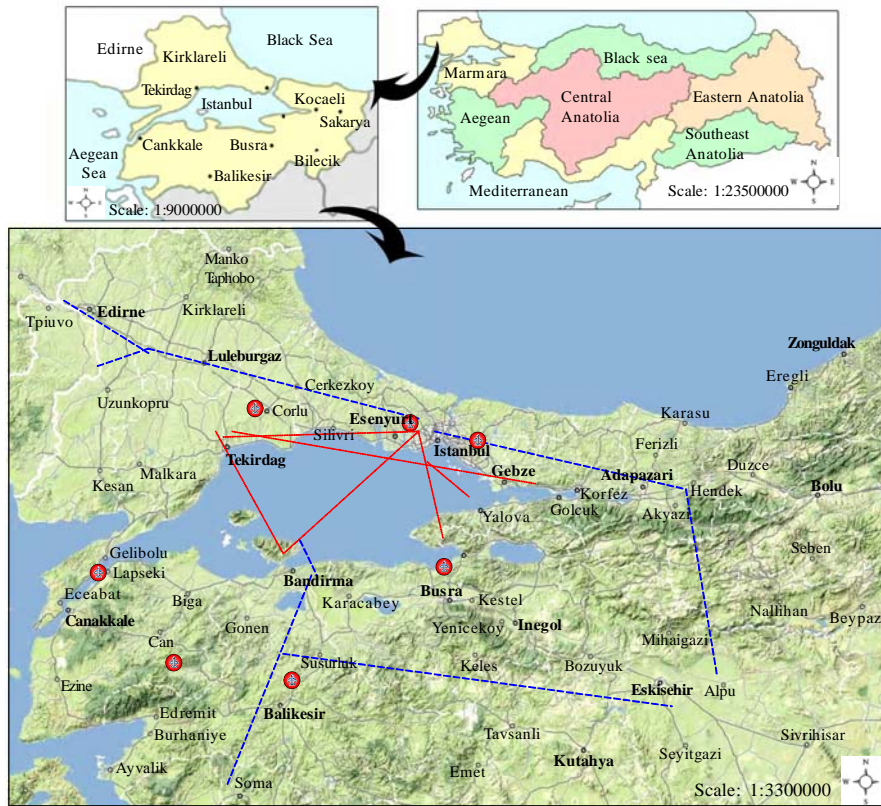 Edirne
Black Sea
Kirklareli
Tekirdag
Istanbul
Kocaeli
Sakarya
Cankkale
Busra
Bilecik
Aegean
Sea
Balikesir
N
W E
S
Scale: 1:9000000
Marmara
Black sea
Central
Anatolia
Eastern Anatolia
Aegean
Southeast
Anatolia
Mediterranean
Scale: 1:23500000
N
W E
S
Manko
Taphobo
Tpiuvo
Edirne
Kirklareli
Luleburgaz
Zonguldak
Eregli
Uzunkopru
Cerkezkoy
Corlu
Esenyurt
Karasu
Silivri
Istanbul
Tekirdag
Ferizli
Duzce
Malkara
Kesan
Gebze
Adapazari
Hendek
Bolu
Korfez
Golcuk
Akyazi
Yalova
Gelibolu
Lapseki
Seben
Eceabat
Canakkale
Biga
Bandirma
Karacabey
Busra
Kestel
Nallihan
Beypaz
Gonen
Yenicekoy
Inegol
Can
Mihaigazi
Susurluk
Keles
Bozuyuk
Ezine
Eskisehir
Alpu
Edremit
Balikesir
Burhaniye
Tavsanli
Sivrihisar
Ayvalik
Kutahya
Seyitgazi
Soma
Emet
Scale: 1:3300000
N
W E
S